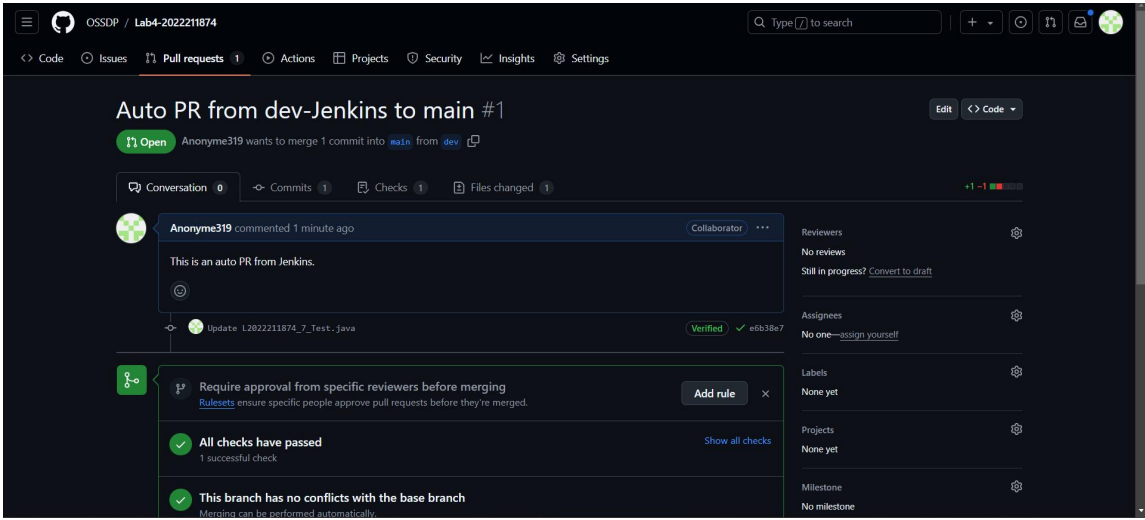 OSSDP / Lab4-2022211874
Type / to search
Code Issues Pull requests 1 Actions Projects Security Insights Settings
Auto PR from dev-Jenkins to main #1
Edit <> Code
Open Anonyme319 wants to merge 1 commit into main from dev
Conversation 0 Commits 1 Checks 1 Files changed 1 +1 −1
Anonyme319 commented 1 minute ago Collaborator
This is an auto PR from Jenkins.
Update L2022211874_7_Test.java Verified e6b38e7
Require approval from specific reviewers before merging
Rulesets ensure specific people approve pull requests before they're merged.
Add rule
All checks have passed
1 successful check
Show all checks
This branch has no conflicts with the base branch
Merging can be performed automatically.
Reviewers
No reviews
Still in progress? Convert to draft
Assignees
No one—assign yourself
Labels
None yet
Projects
None yet
Milestone
No milestone